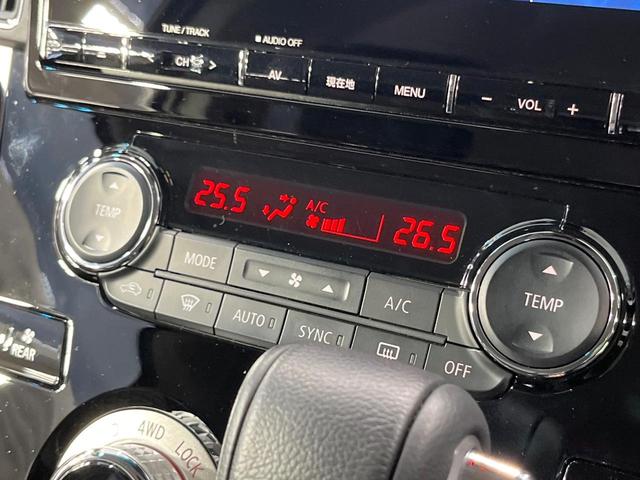 TUNE / TRACK
AUDIO OFF
CH
AV
現在地
MENU
− VOL +
25.5
A/C
26.5
TEMP
TEMP
MODE
A/C
AUTO
SYNC
OFF
REAR
4WD
LOCK